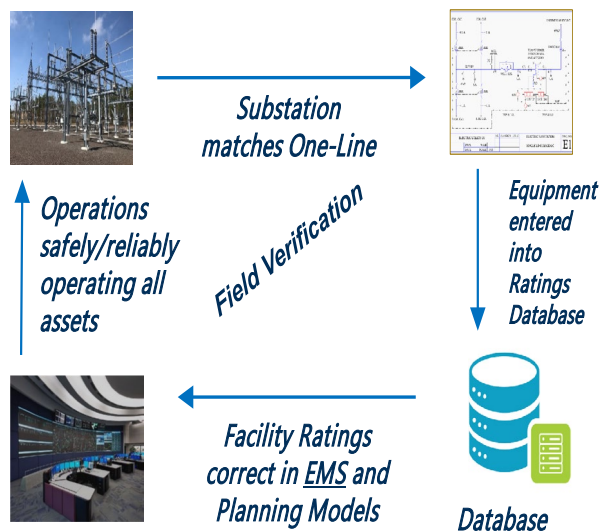 Substation
matches One-Line
E1
Equipment
entered
into
Ratings
Database
Operations
safely/reliably
operating all
assets
Field Verification
Facility Ratings
correct in EMS and
Planning Models
Database